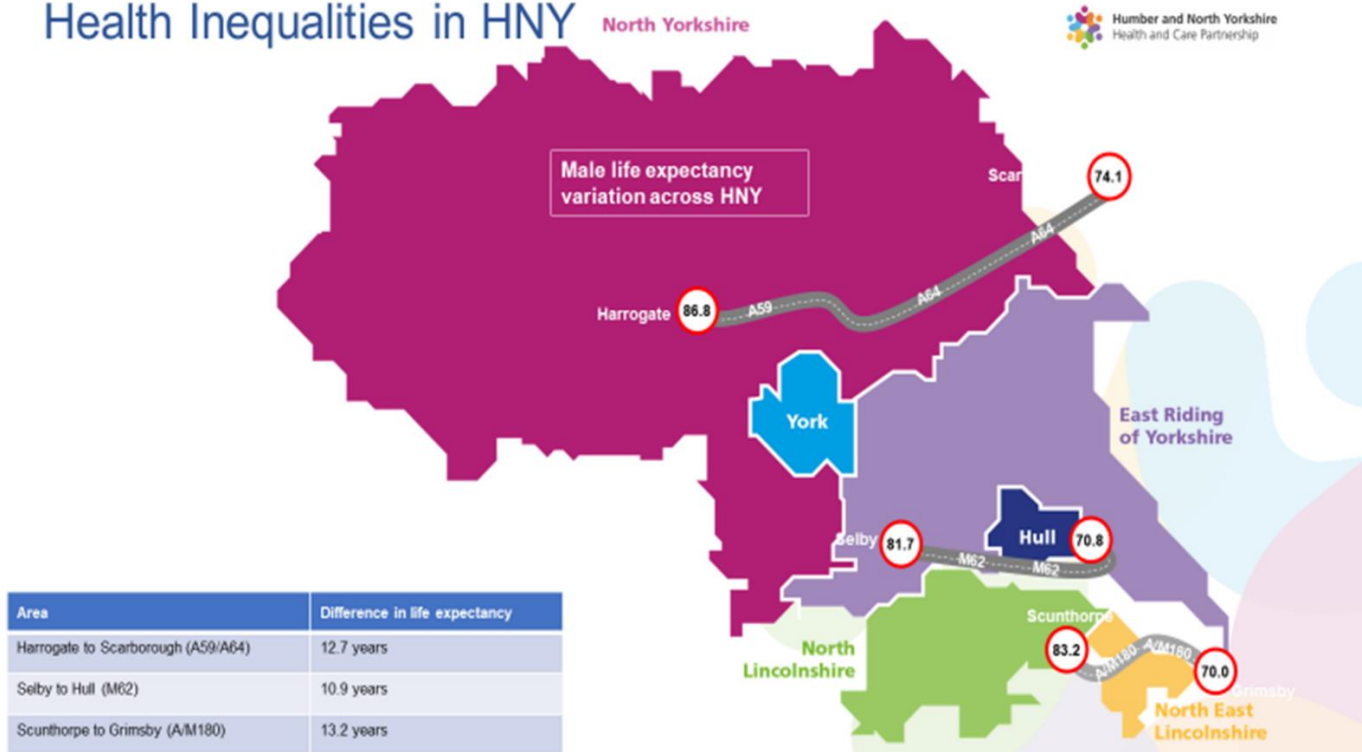 Health Inequalities in HNY
North Yorkshire
Humber and North Yorkshire
Health and Care Partnership
Male life expectancy
variation across HNY
Scar
74.1
A64
A64
Harrogate
86.8
A59
York
East Riding
of Yorkshire
Selby
81.7
Hull
70.8
M62
M62
Scunthorpe
83.2
A/M180
A/M180
70.0
Grimsby
North
Lincolnshire
North East
Lincolnshire
Area
Difference in life expectancy
Harrogate to Scarborough (A59/A64)
12.7 years
Selby to Hull (M62)
10.9 years
Scunthorpe to Grimsby (A/M180)
13.2 years